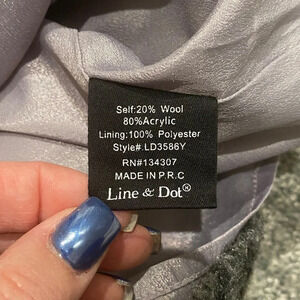 Self:20% Wool
80%Acrylic
Lining:100% Polyester
Style#.LD3586Y
RN#134307
MADE IN P.R.C
Line & Dot®